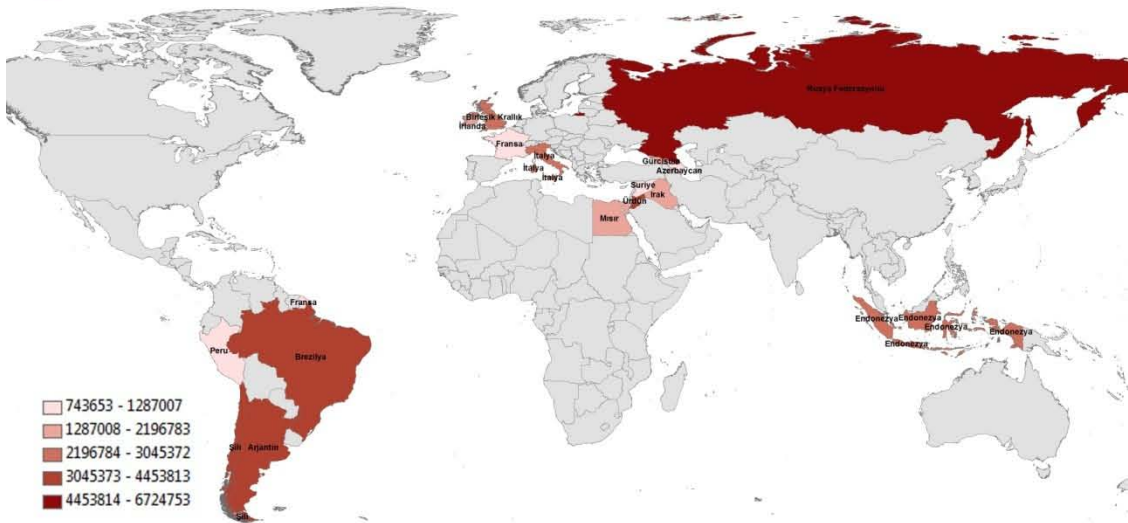 Rusya Federasyonu
Birleşik Krallık
İrlanda
Fransa
İtalya
İtalya
İtalya
Gürcistan
Azerbaycan
Suriye
Irak
Ürdün
Mısır
Fransa
Peru
Brezilya
Endonezya
Endonezya
Endonezya
Endonezya
Endonezya
Şili
Arjantin
Şili
743653 - 1287007
1287008 - 2196783
2196784 - 3045372
3045373 - 4453813
4453814 - 6724753